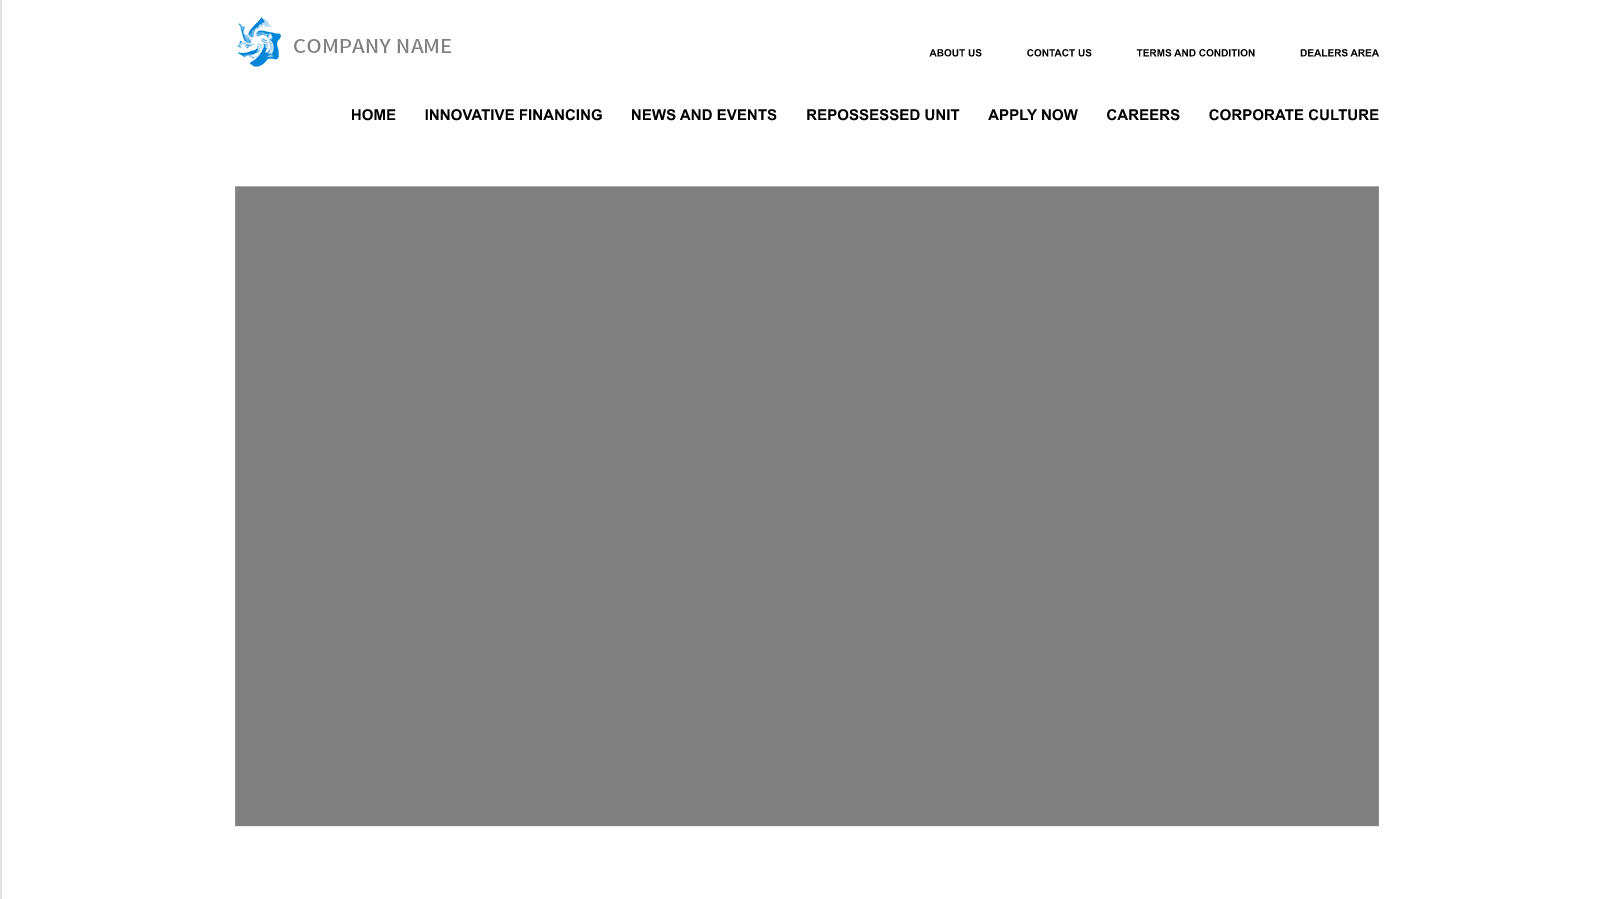 COMPANY NAME
ABOUT US CONTACT US TERMS AND CONDITION DEALERS AREA
HOME INNOVATIVE FINANCING NEWS AND EVENTS REPOSSESSED UNIT APPLY NOW CAREERS CORPORATE CULTURE